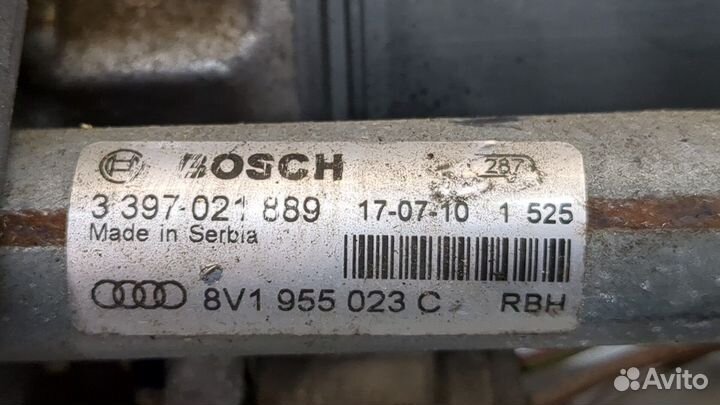 BOSCH 287
3 397 021 889 17-07-10 1 525
Made in Serbia
8V1 955 023 C RBH
Avito